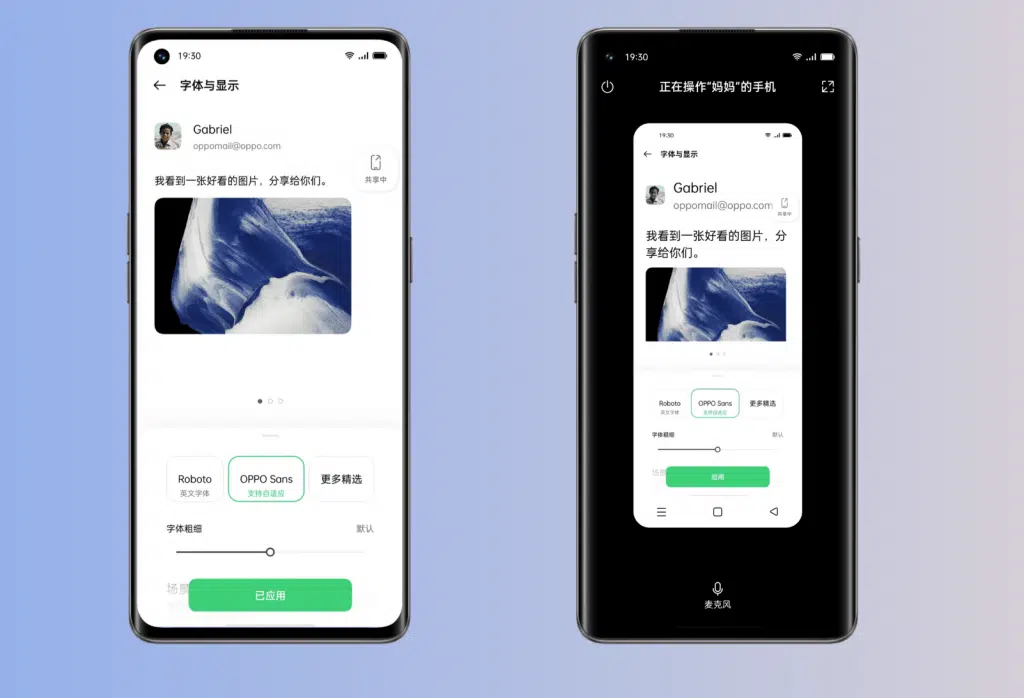 19:30
字体与显示
Gabriel
oppomail@oppo.com
共享中
我看到一张好看的图片，分享给你们。
Roboto
英文字体
OPPO Sans
支持自适应
更多精选
字体粗细
默认
场景
已应用
19:30
正在操作“妈妈”的手机
19:30
字体与显示
Gabriel
oppomail@oppo.com
共享中
我看到一张好看的图片，分
享给你们。
Roboto
英文字体
OPPO Sans
支持自适应
更多精选
字体粗细
默认
场景
应用
麦克风